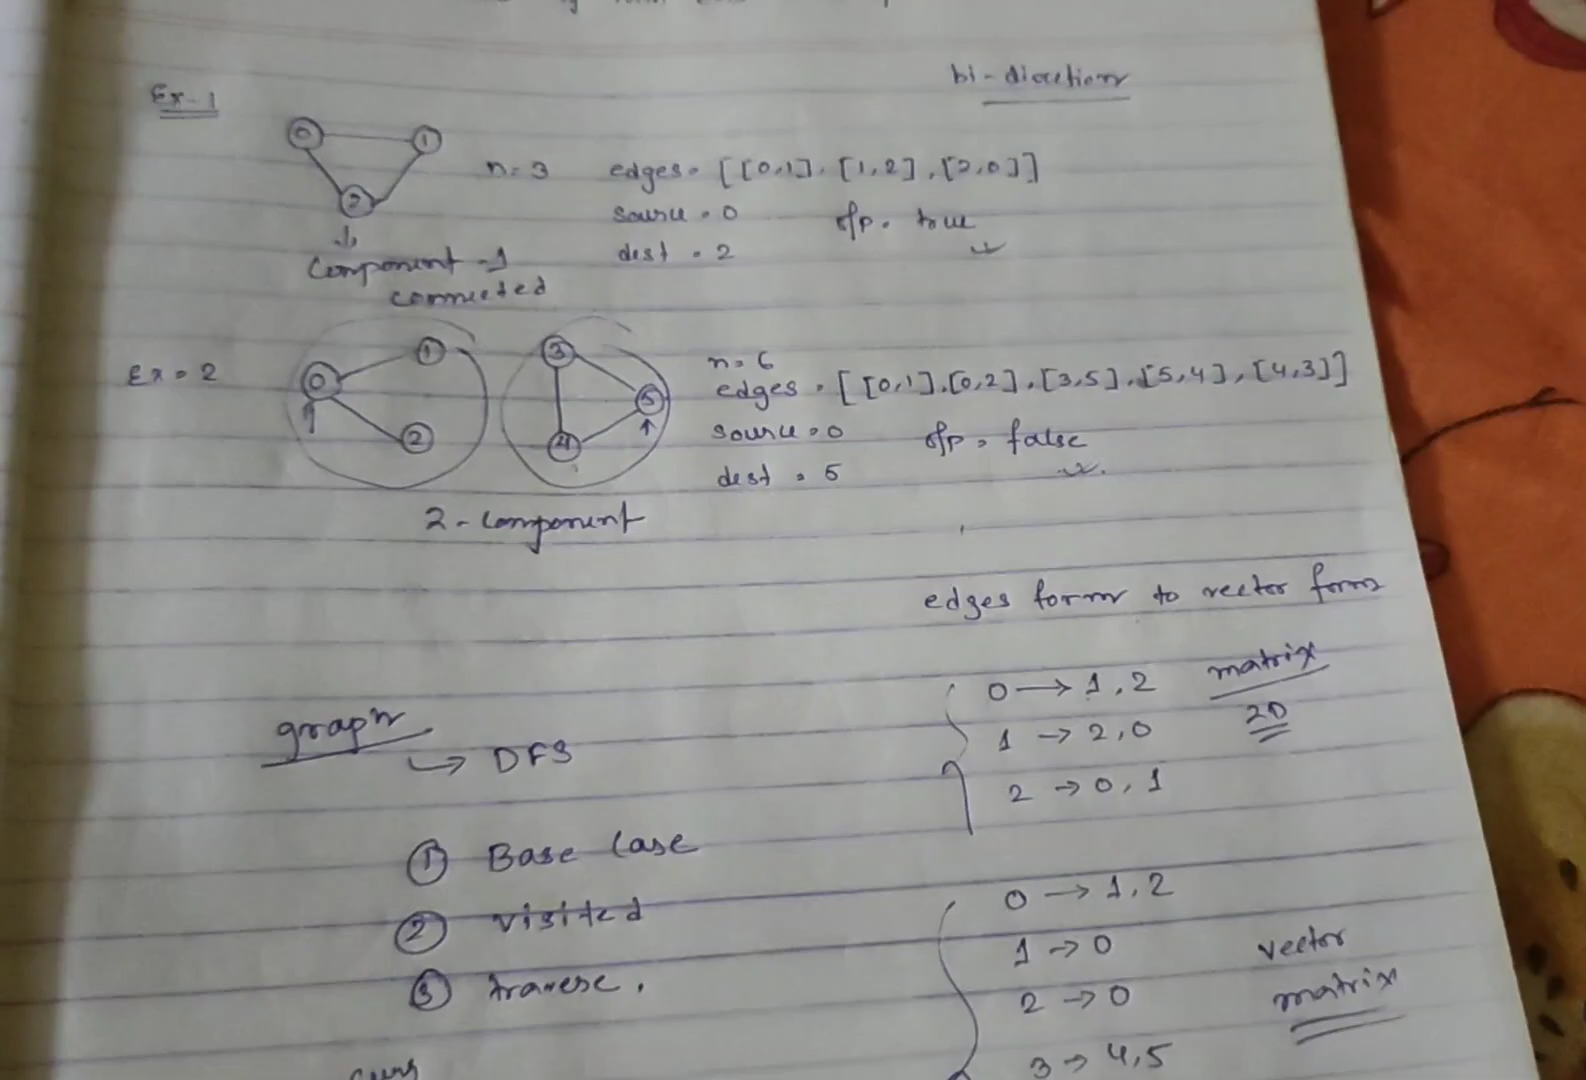 bi-direction
Ex-1
0 1
2
n=3 edges=[[0,1],[1,2],[2,0]]
source=0 o/p. true
dest=2
Component-1
connected
Ex=2
0 1 2
3 5 4
n=6
edges=[[0,1],[0,2],[3,5],[5,4],[4,3]]
source=0 o/p=false
dest=5
2-component
edges form to vector form
0→1,2 matrix
1→2,0 2D
2→0,1
graph
↳DFS
① Base Case
② visited
③ traverse.
0→1,2
1→0 vector
2→0 matrix
3→4,5